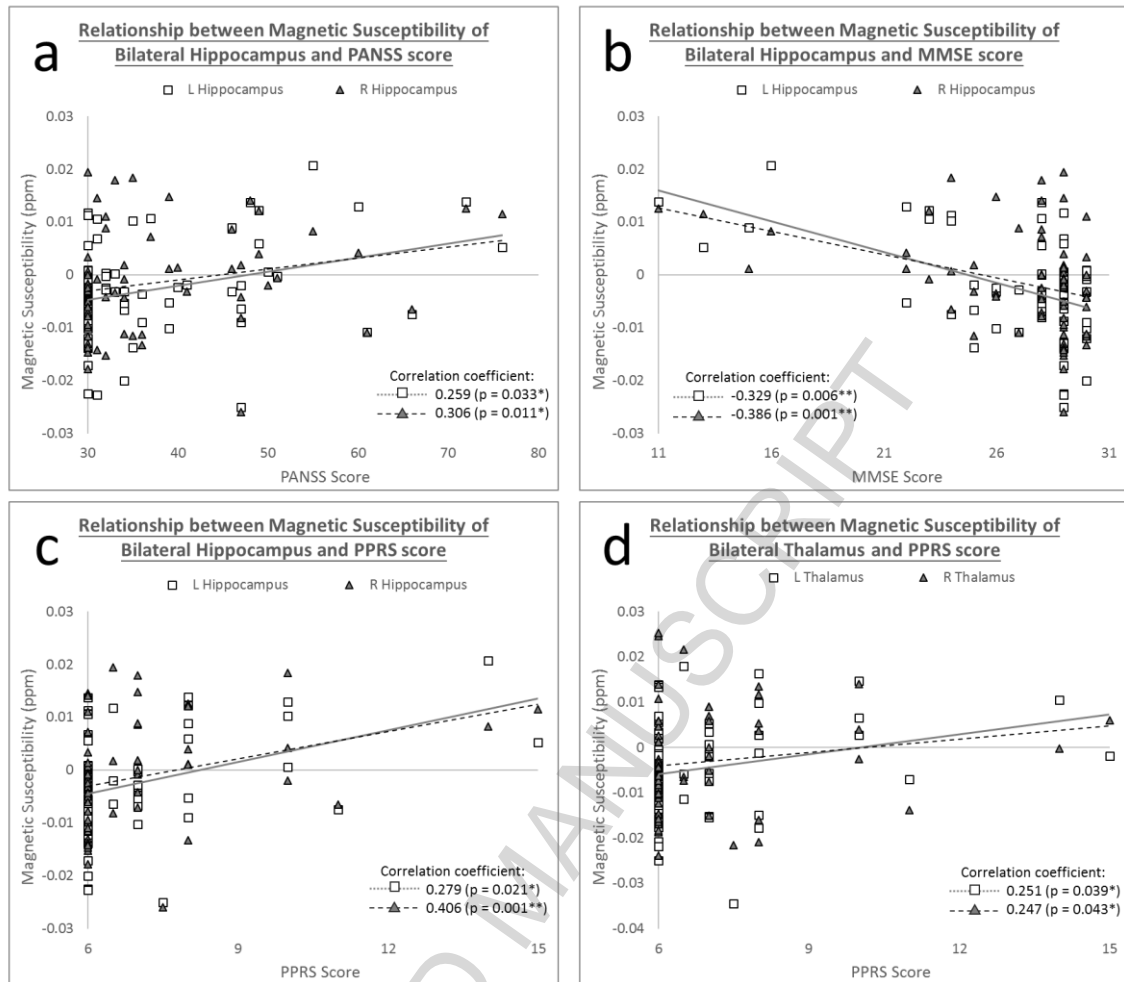 a
Relationship between Magnetic Susceptibility of
Bilateral Hippocampus and PANSS score
L Hippocampus R Hippocampus
Magnetic Susceptibility (ppm)
0.03
0.02
0.01
0
-0.01
-0.02
-0.03
30 40 50 60 70 80
PANSS Score
Correlation coefficient:
0.259 (p = 0.033*)
0.306 (p = 0.011*)
b
Relationship between Magnetic Susceptibility of
Bilateral Hippocampus and MMSE score
L Hippocampus R Hippocampus
Magnetic Susceptibility (ppm)
0.03
0.02
0.01
0
-0.01
-0.02
-0.03
11 16 21 26 31
MMSE Score
Correlation coefficient:
-0.329 (p = 0.006**)
-0.386 (p = 0.001**)
c
Relationship between Magnetic Susceptibility of
Bilateral Hippocampus and PPRS score
L Hippocampus R Hippocampus
Magnetic Susceptibility (ppm)
0.03
0.02
0.01
0
-0.01
-0.02
-0.03
6 9 12 15
PPRS Score
Correlation coefficient:
0.279 (p = 0.021*)
0.406 (p = 0.001**)
d
Relationship between Magnetic Susceptibility of
Bilateral Thalamus and PPRS score
L Thalamus R Thalamus
Magnetic Susceptibility (ppm)
0.03
0.02
0.01
0
-0.01
-0.02
-0.03
-0.04
6 9 12 15
PPRS Score
Correlation coefficient:
0.251 (p = 0.039*)
0.247 (p = 0.043*)
MANUSCRIPT